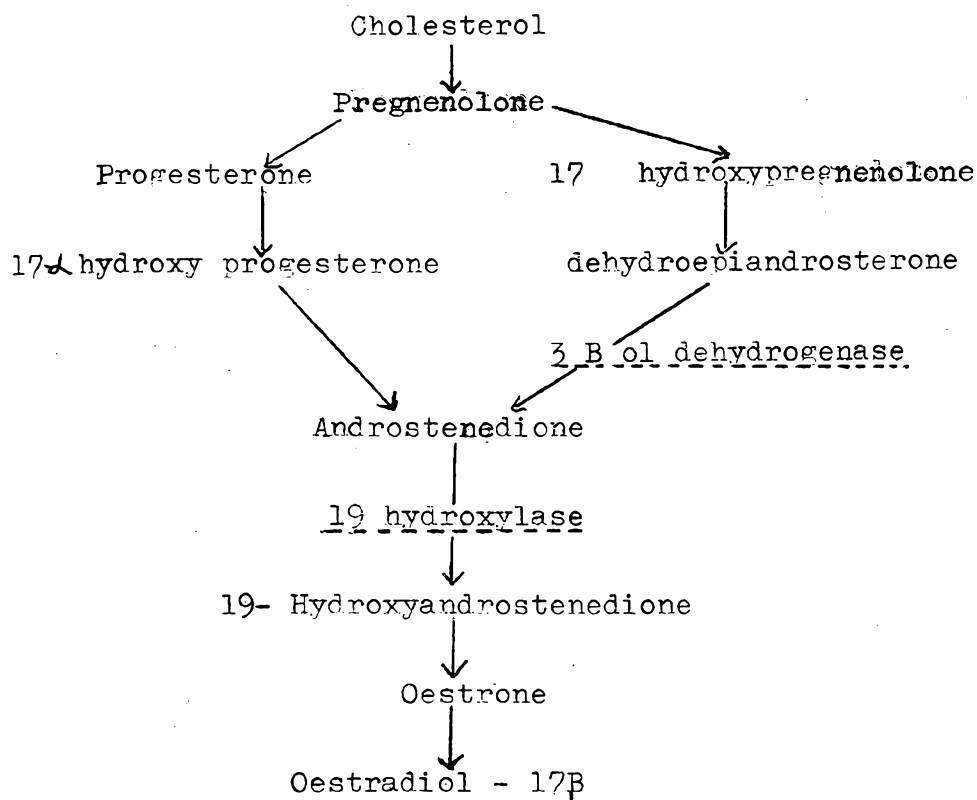 Cholesterol
Pregnenolone
Progesterone 17 hydroxypregnenolone
17α hydroxy progesterone dehydroepiandrosterone
3 B ol dehydrogenase
Androstenedione
19 hydroxylase
19- Hydroxyandrostenedione
Oestrone
Oestradiol - 17β